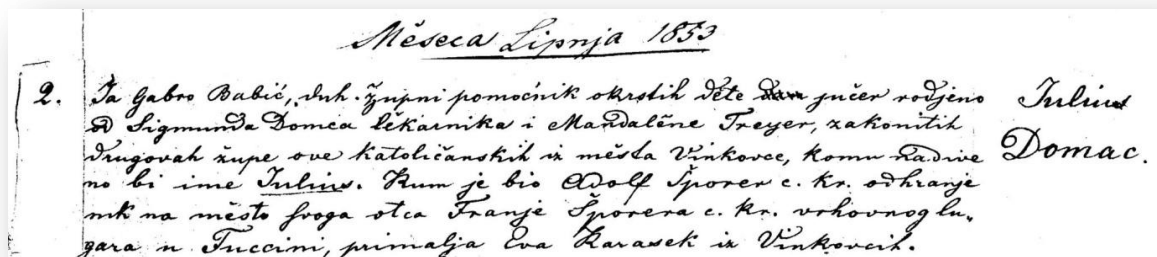 Měseca Lipnja 1853
2. Ja Gabro Babić, duh. župni pomoćnik okrstih děte jučer rodjeno
od Sigmunda Domca lěkarnika i Mandalěne Treyer, zakonitih
drugovah župe ove katoličanskih iz města Vinkovce, komu nadive
no bi ime Julius. Kum je bio Adolf Šporer c. kr. odhranje
nik na město svoga otca Franje Šporera c. kr. vrhovnog lu„
gara u Fuccini, primalja Eva Karasek iz Vinkovcih.
Julius
Domac.